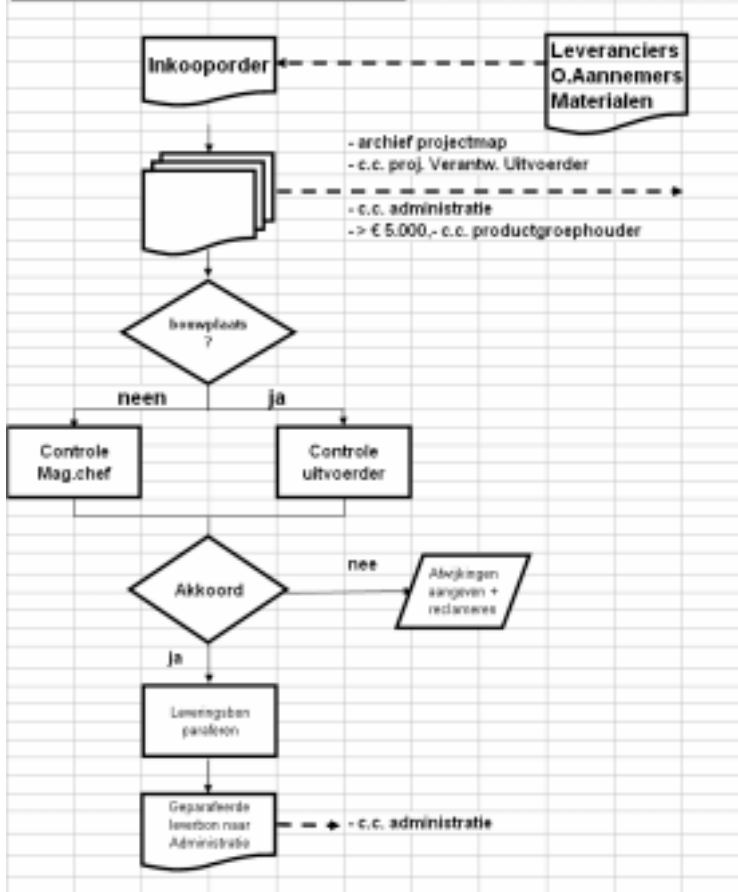 Inkooporder
Leveranciers
O.Aannemers
Materialen
- archief projectmap
- c.c. proj. Verantw. Uitvoerder
- c.c. administratie
- > € 5.000,- c.c. productgroephouder
bouwplaats
?
neen
ja
Controle
Mag.chef
Controle
uitvoerder
Akkoord
nee
Afwijkingen
aangeven +
reclameren
ja
Leveringsbon
paraferen
Geparafeerde
leverbon naar
Administratie
- c.c. administratie